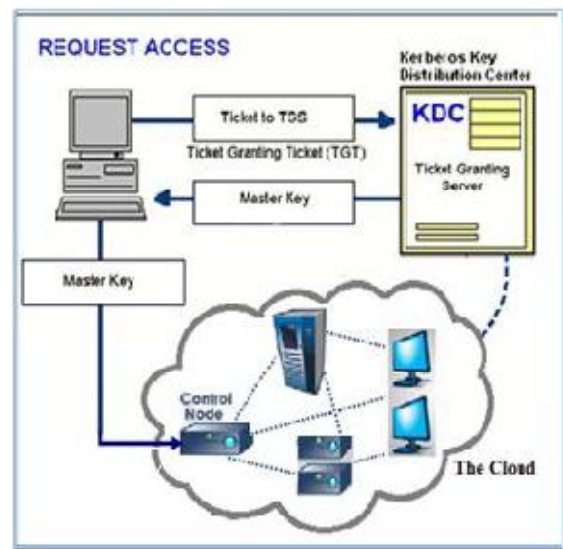 REQUEST ACCESS
Kerberos Key
Distribution Center
Ticket to TGS
Ticket Granting Ticket (TGT)
KDC
Ticket Granting
Server
Master Key
Master Key
Control
Node
The Cloud